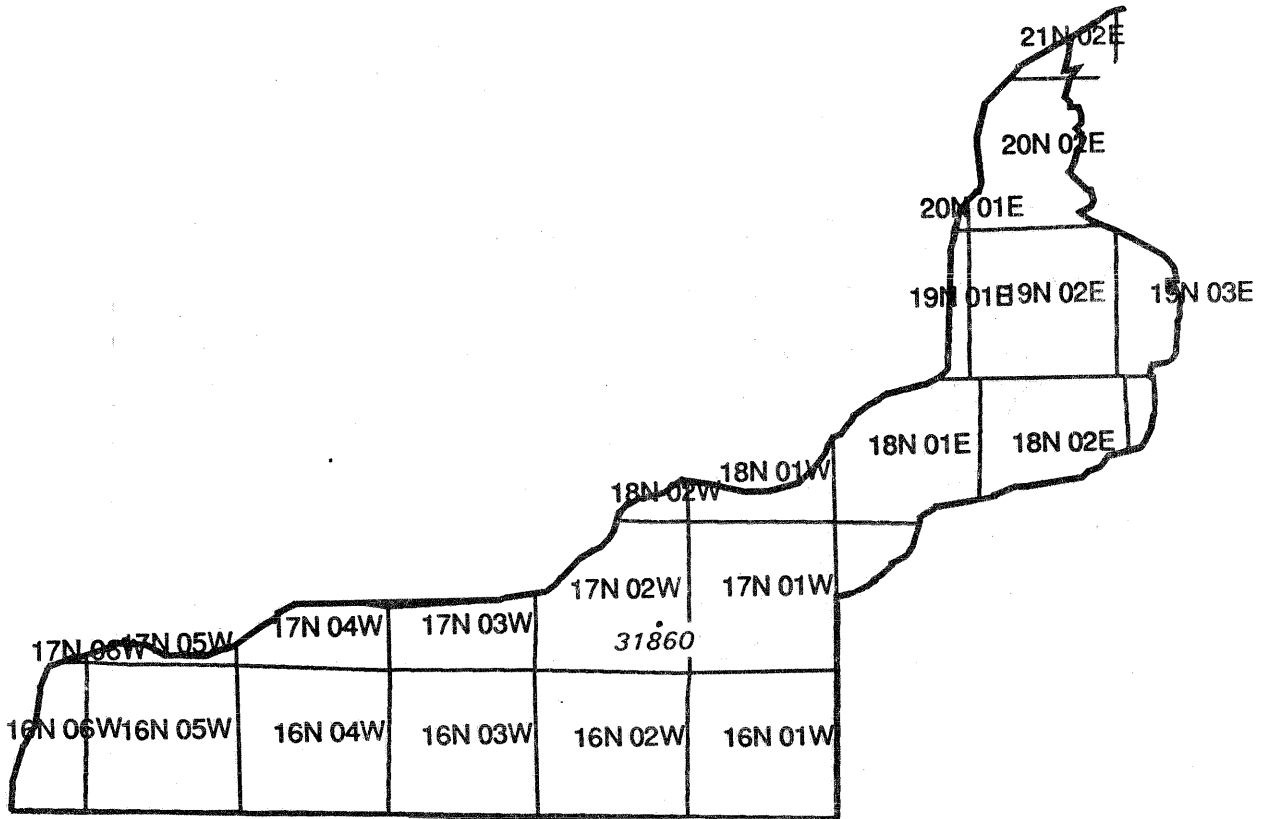 21N 02E
20N 02E
20N 01E
19N 01E 19N 02E 19N 03E
18N 01E 18N 02E
18N 02W 18N 01W
17N 02W 17N 01W
17N 06W 17N 05W 17N 04W 17N 03W
31860
16N 06W 16N 05W 16N 04W 16N 03W 16N 02W 16N 01W